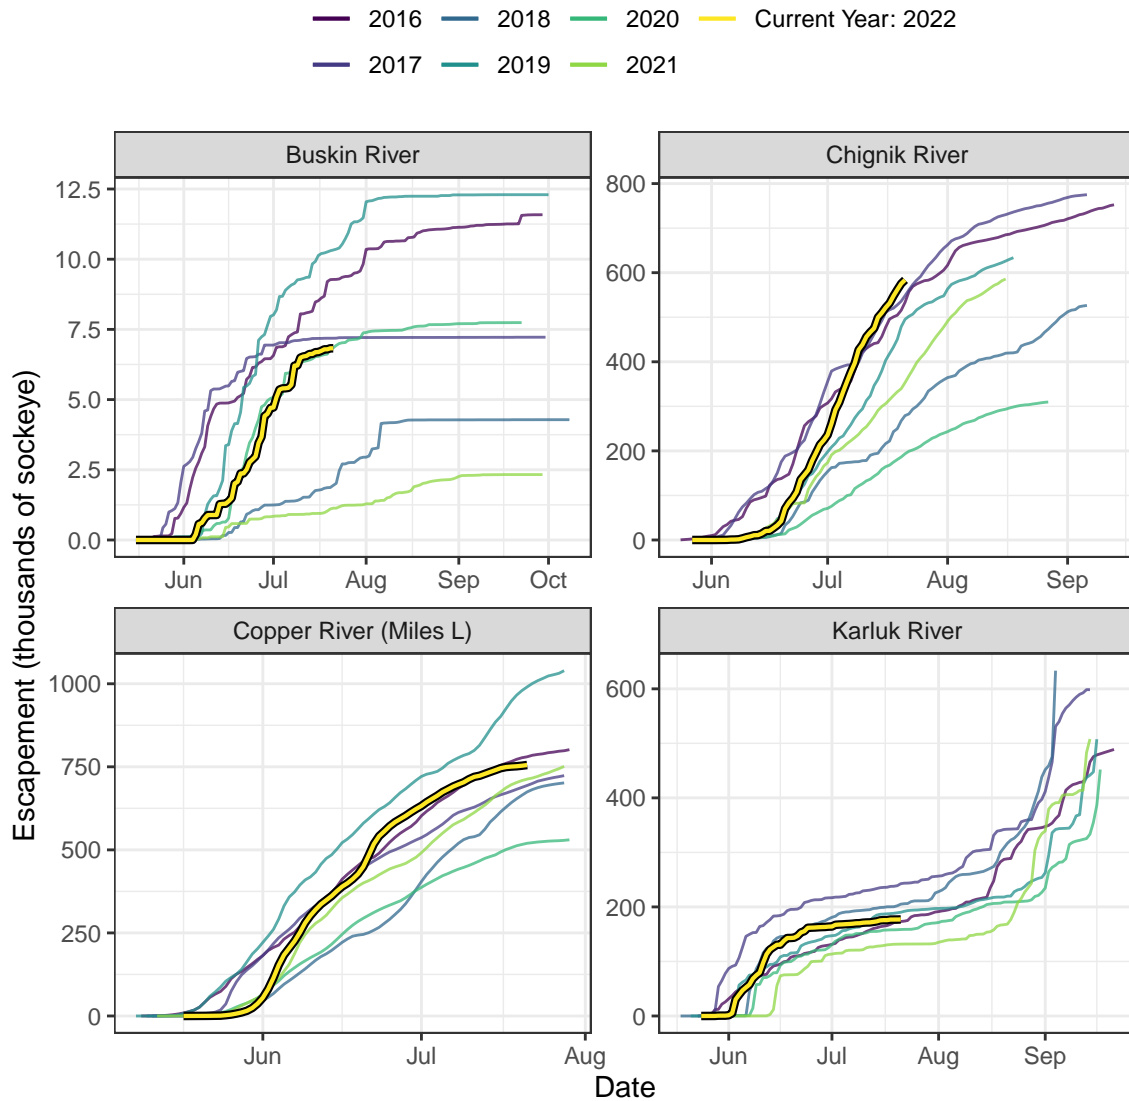 2016 2018 2020 Current Year: 2022
2017 2019 2021
Buskin River Chignik River
Escapement (thousands of sockeye)
12.5
10.0
7.5
5.0
2.5
0.0
Jun Jul Aug Sep Oct
800
600
400
200
0
Jun Jul Aug Sep
Copper River (Miles L) Karluk River
1000
750
500
250
0
Jun Jul Aug
600
400
200
0
Jun Jul Aug Sep
Date